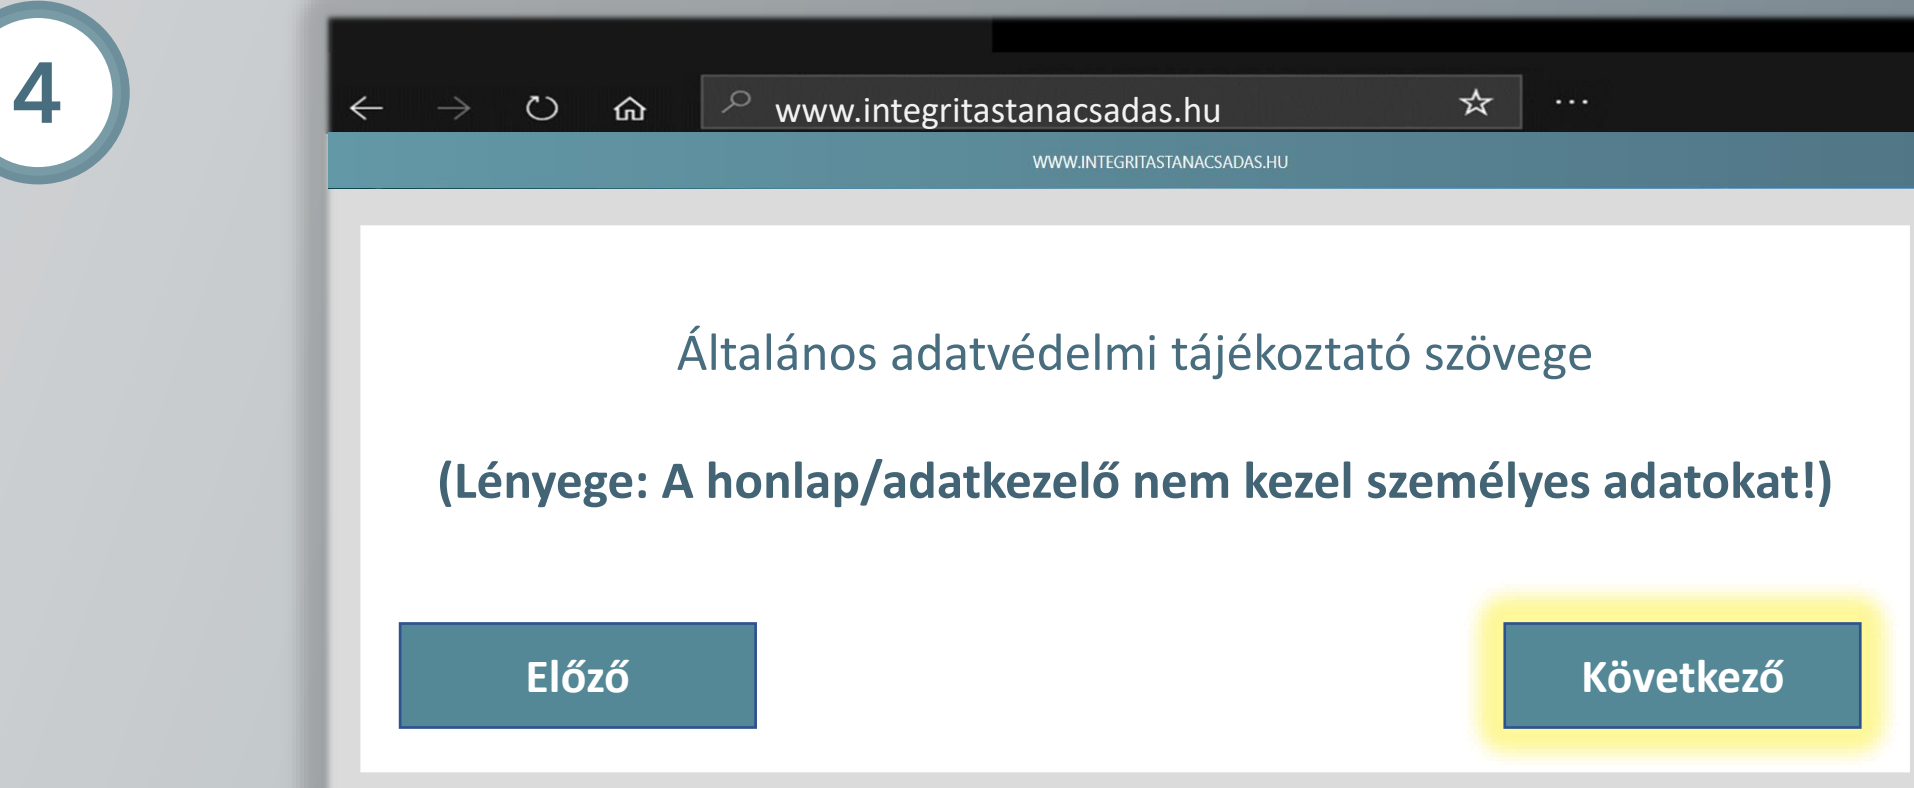 4
www.integritastanacsadas.hu
WWW.INTEGRITASTANACSADAS.HU
Általános adatvédelmi tájékoztató szövege
(Lényege: A honlap/adatkezelő nem kezel személyes adatokat!)
Előző
Következő